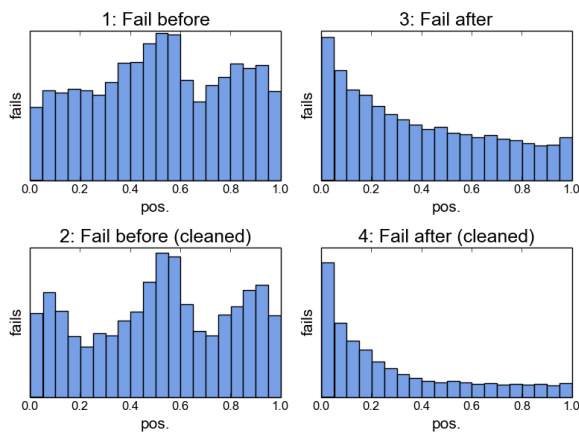 1: Fail before
fails
0.0 0.2 0.4 0.6 0.8 1.0
pos.
3: Fail after
fails
0.0 0.2 0.4 0.6 0.8 1.0
pos.
2: Fail before (cleaned)
fails
0.0 0.2 0.4 0.6 0.8 1.0
pos.
4: Fail after (cleaned)
fails
0.0 0.2 0.4 0.6 0.8 1.0
pos.